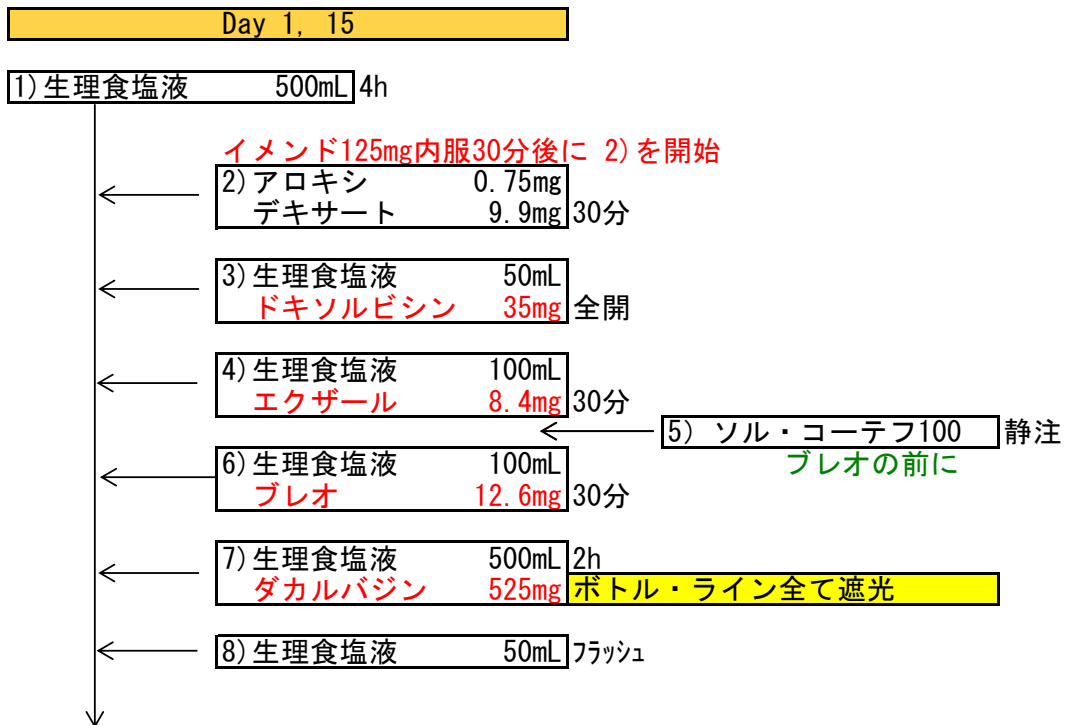 Day 1, 15
1)生理食塩液 500mL 4h
イメンド125mg内服30分後に 2)を開始
2)アロキシ 0.75mg
デキサート 9.9mg 30分
3)生理食塩液 50mL
ドキソルビシン 35mg 全開
4)生理食塩液 100mL
エクザール 8.4mg 30分
5) ソル・コーテフ100 静注
ブレオの前に
6)生理食塩液 100mL
ブレオ 12.6mg 30分
7)生理食塩液 500mL 2h
ダカルバジン 525mg ボトル・ライン全て遮光
8)生理食塩液 50mL ﾌﾗｯｼｭ